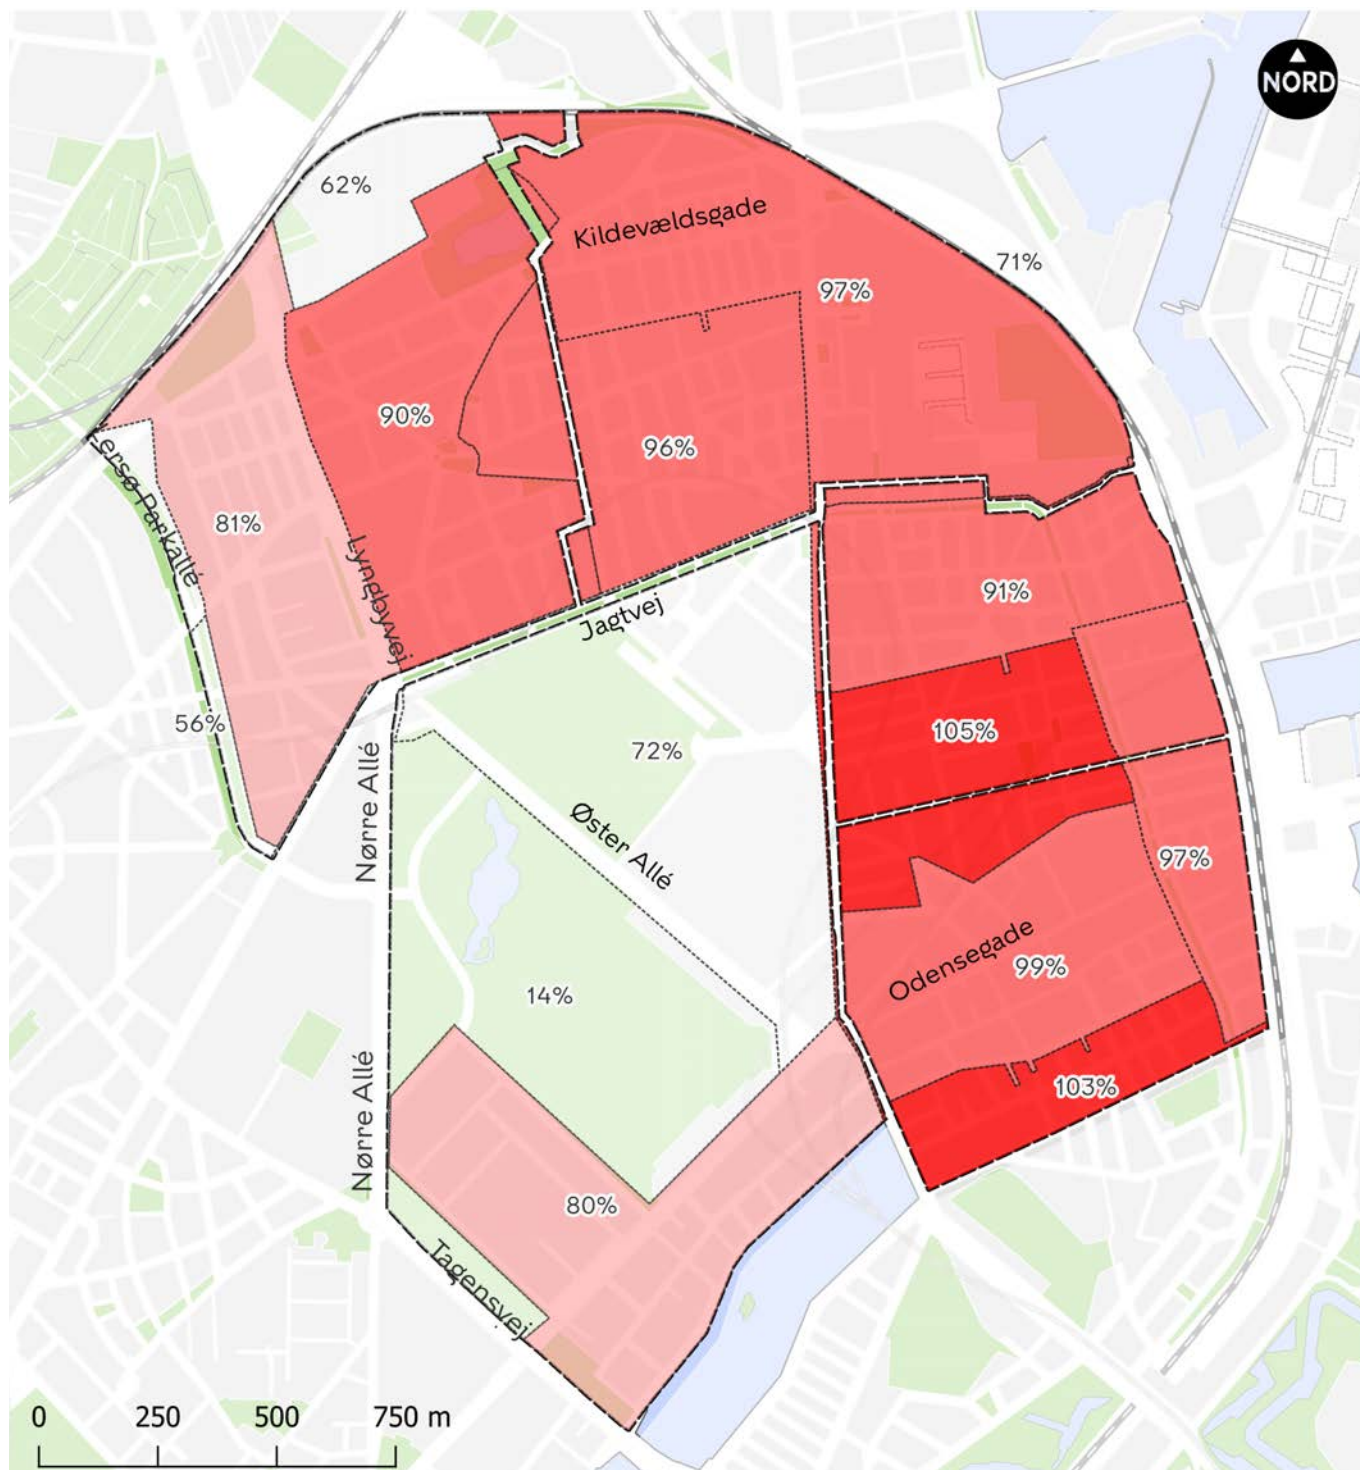 NORD
62%
Kildevældsgade
71%
97%
90%
96%
Lersø Parkallé
81%
Lyngbyvej
91%
Jagtvej
56%
105%
72%
Nørre Allé
Øster Allé
97%
Odensegade
99%
14%
Nørre Allé
103%
80%
Tagensvej
0 250 500 750 m